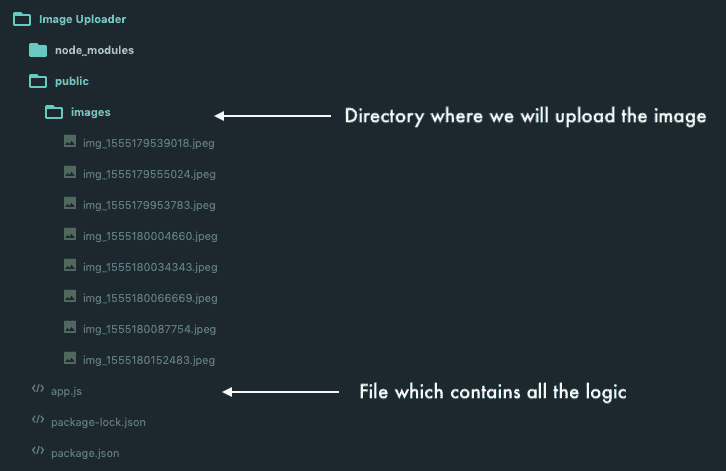 Image Uploader
node_modules
public
images
Directory where we will upload the image
img_1555179539018.jpeg
img_1555179555024.jpeg
img_1555179953783.jpeg
img_1555180004660.jpeg
img_1555180034343.jpeg
img_1555180066669.jpeg
img_1555180087754.jpeg
img_1555180152483.jpeg
app.js
File which contains all the logic
package-lock.json
package.json